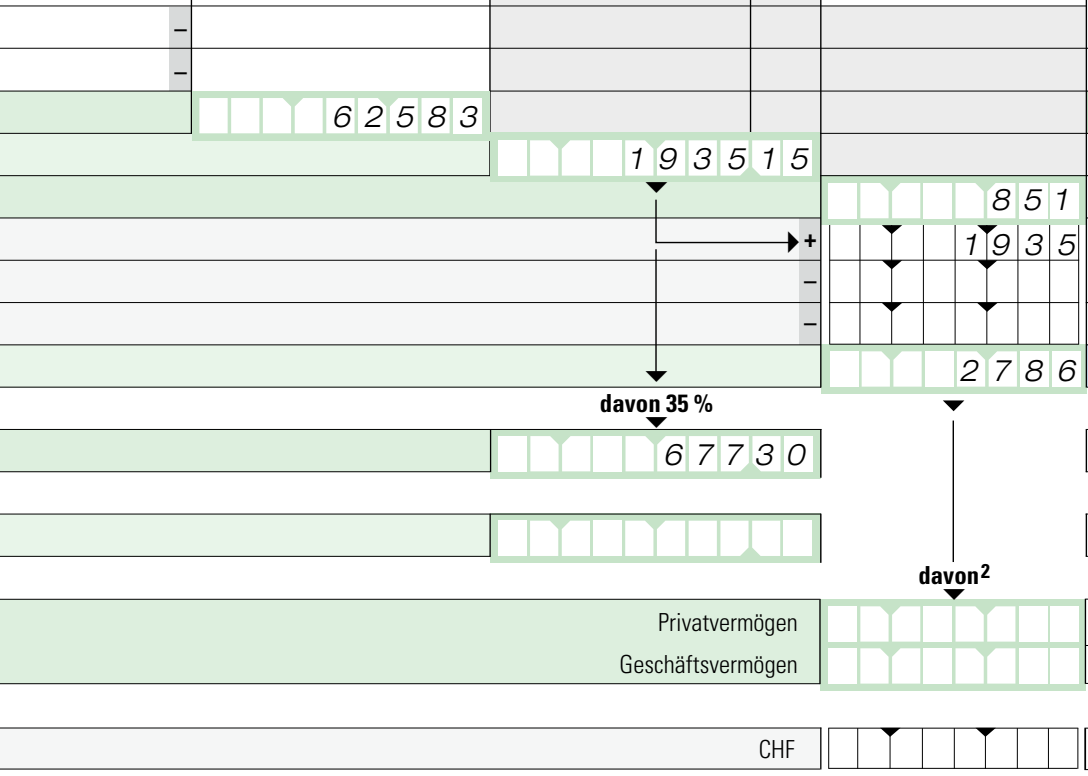 –
–
62583
193515
851
+ 1935
–
–
2786
davon 35 %
67730
davon²
Privatvermögen
Geschäftsvermögen
CHF